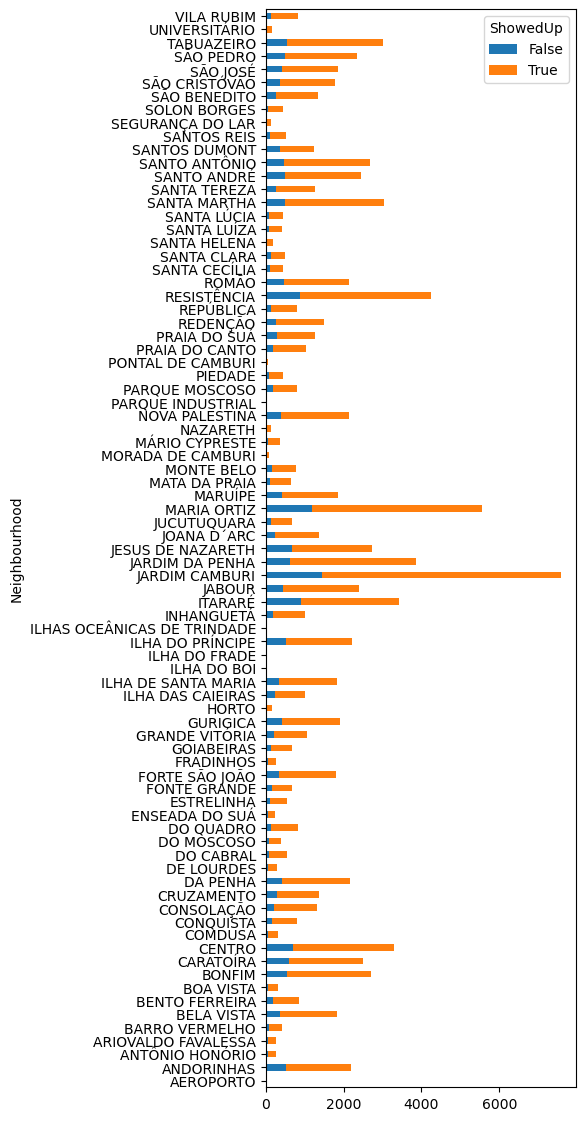 ShowedUp
False
True
VILA RUBIM
UNIVERSITÁRIO
TABUAZEIRO
SÃO PEDRO
SÃO JOSÉ
SÃO CRISTÓVÃO
SÃO BENEDITO
SOLON BORGES
SEGURANÇA DO LAR
SANTOS REIS
SANTOS DUMONT
SANTO ANTÔNIO
SANTO ANDRÉ
SANTA TEREZA
SANTA MARTHA
SANTA LÚCIA
SANTA LUÍZA
SANTA HELENA
SANTA CLARA
SANTA CECÍLIA
ROMÃO
RESISTÊNCIA
REPÚBLICA
REDENÇÃO
PRAIA DO SUÁ
PRAIA DO CANTO
PONTAL DE CAMBURI
PIEDADE
PARQUE MOSCOSO
PARQUE INDUSTRIAL
NOVA PALESTINA
NAZARETH
MÁRIO CYPRESTE
MORADA DE CAMBURI
MONTE BELO
MATA DA PRAIA
MARUÍPE
MARIA ORTIZ
JUCUTUQUARA
JOANA D´ARC
JESUS DE NAZARETH
JARDIM DA PENHA
JARDIM CAMBURI
JABOUR
ITARARÉ
INHANGUETÁ
ILHAS OCEÂNICAS DE TRINDADE
ILHA DO PRÍNCIPE
ILHA DO FRADE
ILHA DO BOI
ILHA DE SANTA MARIA
ILHA DAS CAIEIRAS
HORTO
GURIGICA
GRANDE VITÓRIA
GOIABEIRAS
FRADINHOS
FORTE SÃO JOÃO
FONTE GRANDE
ESTRELINHA
ENSEADA DO SUÁ
DO QUADRO
DO MOSCOSO
DO CABRAL
DE LOURDES
DA PENHA
CRUZAMENTO
CONSOLAÇÃO
CONQUISTA
COMDUSA
CENTRO
CARATOÍRA
BONFIM
BOA VISTA
BENTO FERREIRA
BELA VISTA
BARRO VERMELHO
ARIOVALDO FAVALESSA
ANTÔNIO HONÓRIO
ANDORINHAS
AEROPORTO
Neighbourhood
0 2000 4000 6000